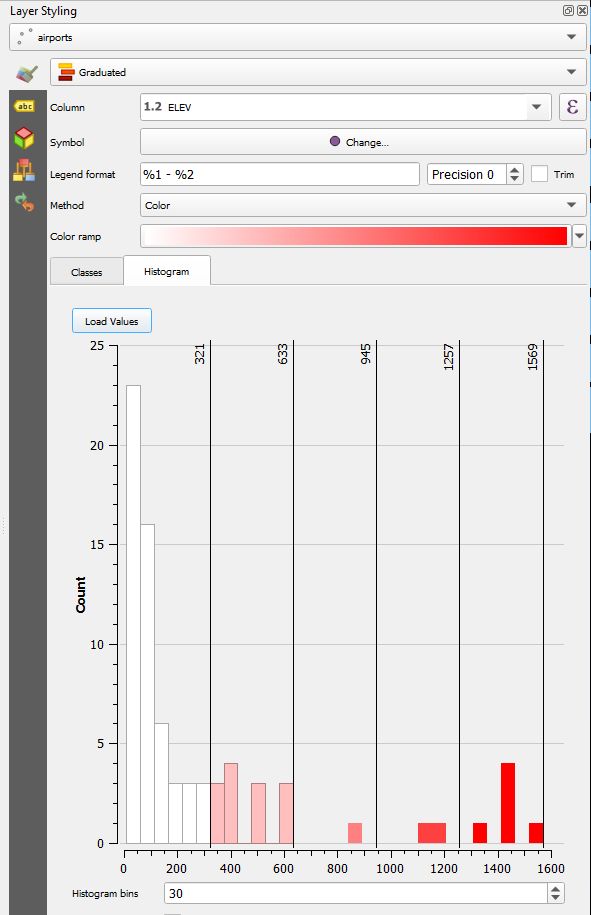 Layer Styling
airports
Graduated
abc
Column
1.2 ELEV
ε
Symbol
Change...
Legend format
%1 - %2
Precision 0
Trim
Method
Color
Color ramp
Classes
Histogram
Load Values
321
633
945
1257
1569
25
20
15
10
5
0
Count
0 200 400 600 800 1000 1200 1400 1600
Histogram bins
30